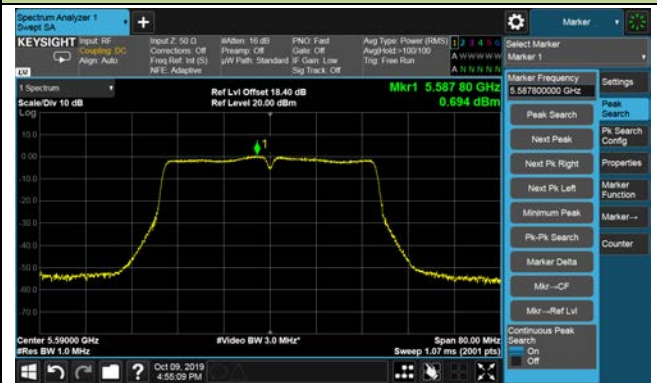 Spectrum Analyzer 1
Swept SA
Marker
KEYSIGHT Input: RF
Coupling: DC
Align: Auto
Input Z: 50 Ω
Corrections: Off
Freq Ref: Int (S)
NFE: Adaptive
#Atten: 16 dB
Preamp: Off
µW Path: Standard
PNO: Fast
Gate: Off
IF Gain: Low
Sig Track: Off
Avg Type: Power (RMS)
Avg|Hold:>100/100
Trig: Free Run
1 2 3 4 5 6
A W W W W W
A N N N N N
LXI
Select Marker
Marker 1
1 Spectrum
Scale/Div 10 dB
Log
Ref Lvl Offset 18.40 dB
Ref Level 20.00 dBm
Mkr1 5.587 80 GHz
0.694 dBm
10.0
0.00
-10.0
-20.0
-30.0
-40.0
-50.0
-60.0
-70.0
1
Center 5.59000 GHz
#Res BW 1.0 MHz
#Video BW 3.0 MHz*
Span 80.00 MHz
Sweep 1.07 ms (2001 pts)
Marker Frequency
5.587800000 GHz
Peak Search
Next Peak
Next Pk Right
Next Pk Left
Minimum Peak
Pk-Pk Search
Marker Delta
Mkr→CF
Mkr→Ref Lvl
Continuous Peak
Search
On
Off
Settings
Peak
Search
Pk Search
Config
Properties
Marker
Function
Marker→
Counter
Oct 09, 2019
4:55:09 PM